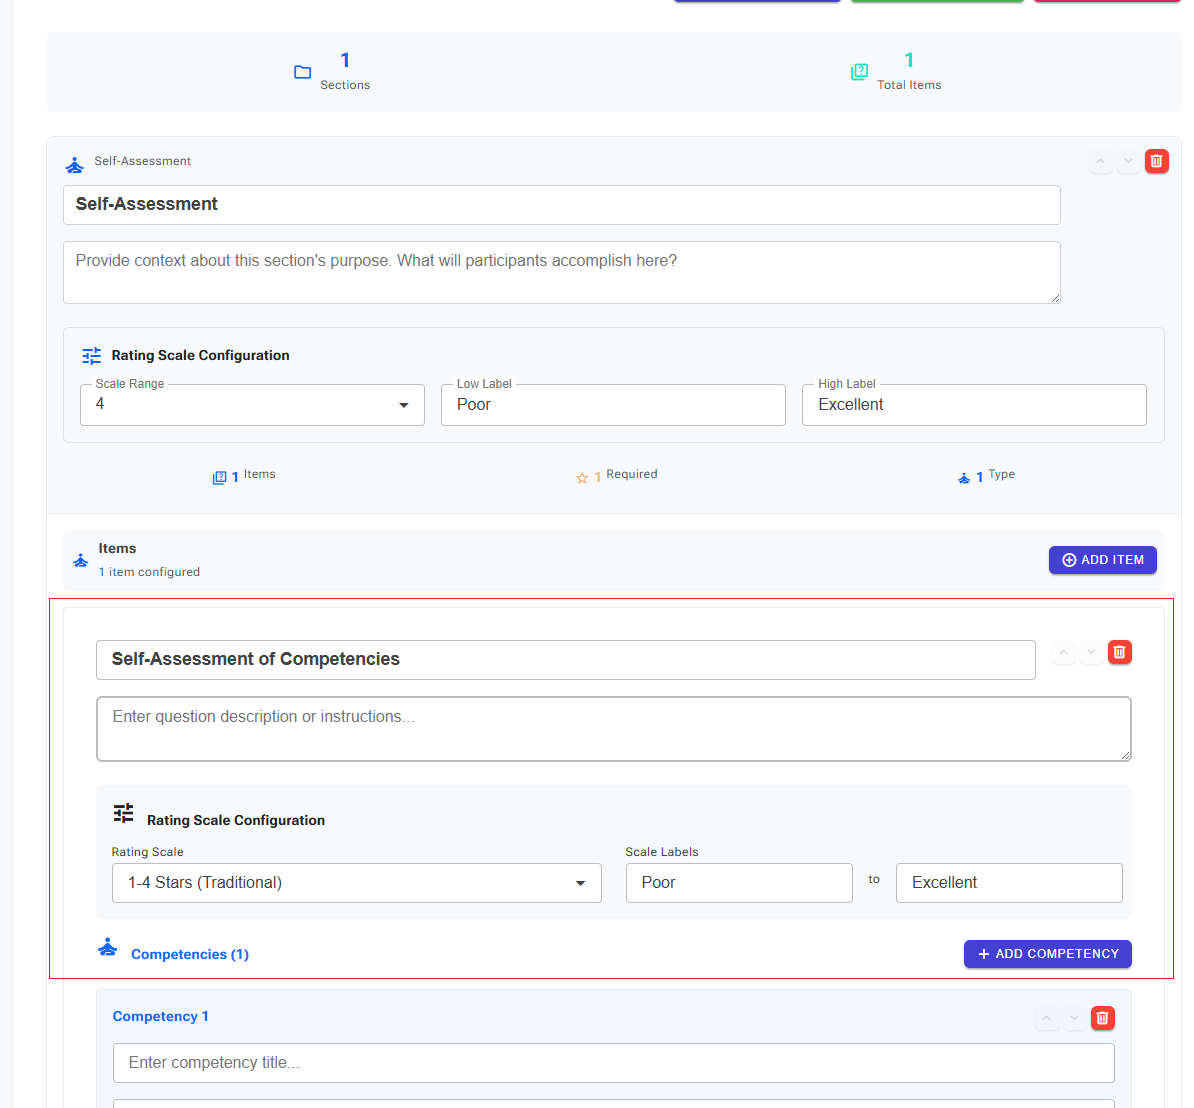 1
Sections
1
Total Items
Self-Assessment
Self-Assessment
Provide context about this section's purpose. What will participants accomplish here?
Rating Scale Configuration
Scale Range
4
Low Label
Poor
High Label
Excellent
1 Items
1 Required
1 Type
Items
1 item configured
ADD ITEM
Self-Assessment of Competencies
Enter question description or instructions...
Rating Scale Configuration
Rating Scale
Scale Labels
1-4 Stars (Traditional)
Poor
to
Excellent
Competencies (1)
+ ADD COMPETENCY
Competency 1
Enter competency title...